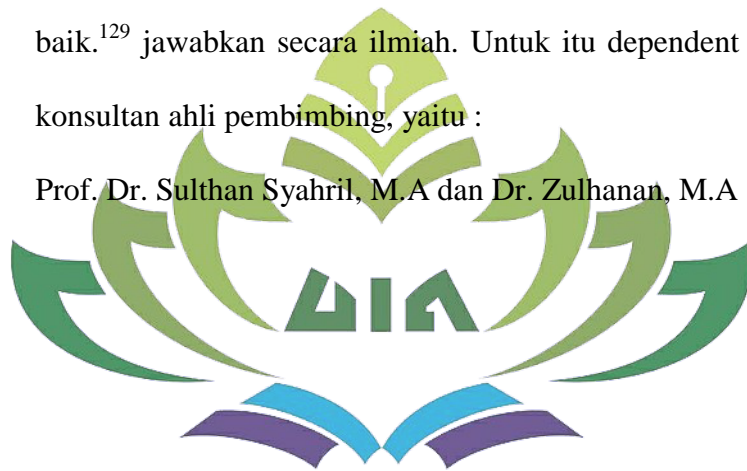 baik.¹²⁹ jawabkan secara ilmiah. Untuk itu dependent
konsultan ahli pembimbing, yaitu :
Prof. Dr. Sulthan Syahril, M.A dan Dr. Zulhanan, M.A
UIN